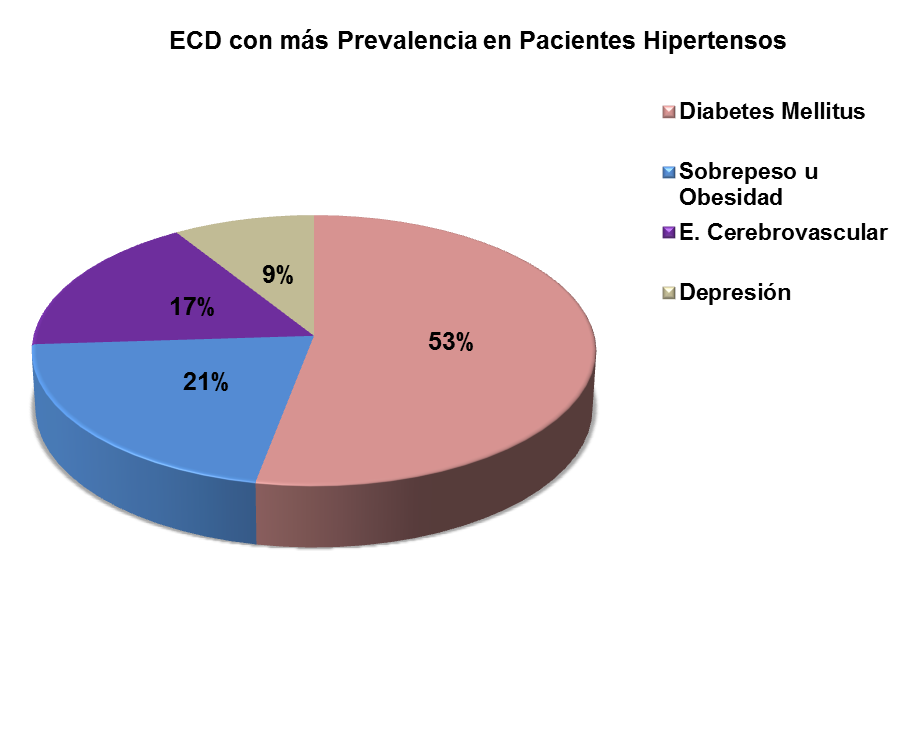 ECD con más Prevalencia en Pacientes Hipertensos
Diabetes Mellitus
Sobrepeso u
Obesidad
E. Cerebrovascular
Depresión
9%
17%
53%
21%